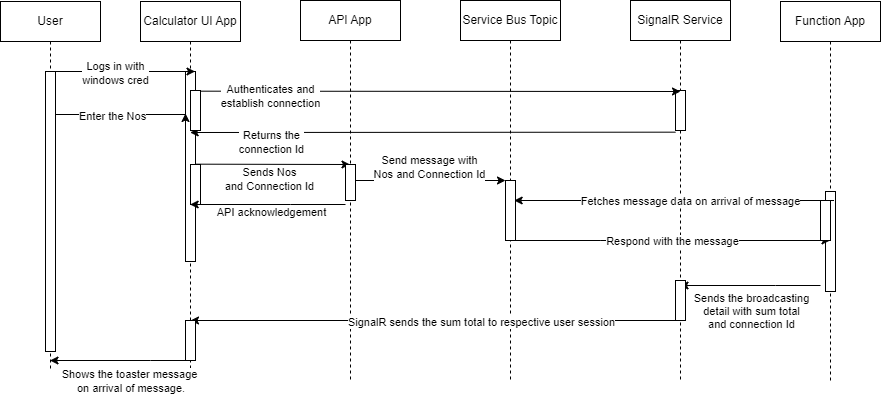 User
Calculator UI App
API App
Service Bus Topic
SignalR Service
Function App
Logs in with
windows cred
Authenticates and
establish connection
Enter the Nos
Returns the
connection Id
Sends Nos
and Connection Id
Send message with
Nos and Connection Id
API acknowledgement
Fetches message data on arrival of message
Respond with the message
Sends the broadcasting
detail with sum total
and connection Id
SignalR sends the sum total to respective user session
Shows the toaster message
on arrival of message.